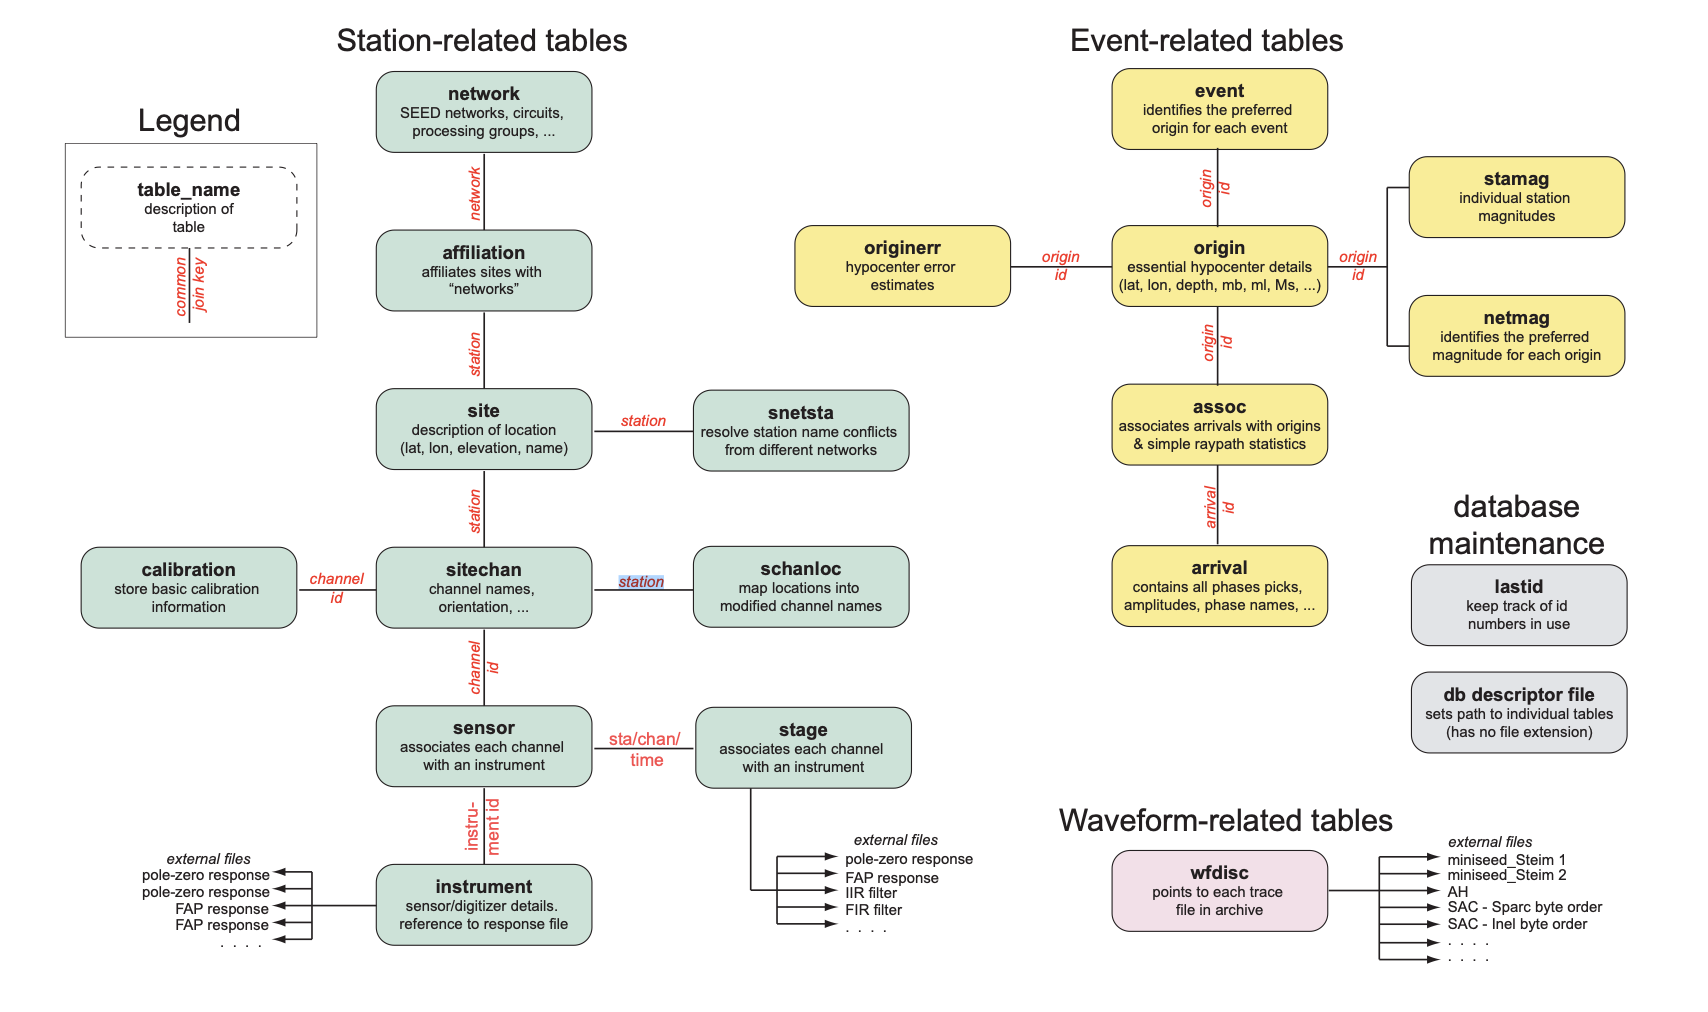 Station-related tables
Event-related tables
Legend
table_name
description of
table
common
join key
network
SEED networks, circuits,
processing groups, ...
network
affiliation
affiliates sites with
“networks”
station
site
description of location
(lat, lon, elevation, name)
station
snetsta
resolve station name conflicts
from different networks
station
calibration
store basic calibration
information
channel
id
sitechan
channel names,
orientation, ...
station
schanloc
map locations into
modified channel names
channel
id
sensor
associates each channel
with an instrument
sta/chan/
time
stage
associates each channel
with an instrument
instru-
ment id
instrument
sensor/digitizer details.
reference to response file
external files
pole-zero response
pole-zero response
FAP response
FAP response
. . . .
external files
pole-zero response
FAP response
IIR filter
FIR filter
. . . .
event
identifies the preferred
origin for each event
origin
id
originerr
hypocenter error
estimates
origin
id
origin
essential hypocenter details
(lat, lon, depth, mb, ml, Ms, ...)
origin
id
stamag
individual station
magnitudes
netmag
identifies the preferred
magnitude for each origin
origin
id
assoc
associates arrivals with origins
& simple raypath statistics
arrival
id
arrival
contains all phases picks,
amplitudes, phase names, ...
database
maintenance
lastid
keep track of id
numbers in use
db descriptor file
sets path to individual tables
(has no file extension)
Waveform-related tables
wfdisc
points to each trace
file in archive
external files
miniseed_Steim 1
miniseed_Steim 2
AH
SAC - Sparc byte order
SAC - Inel byte order
. . . .
. . . .